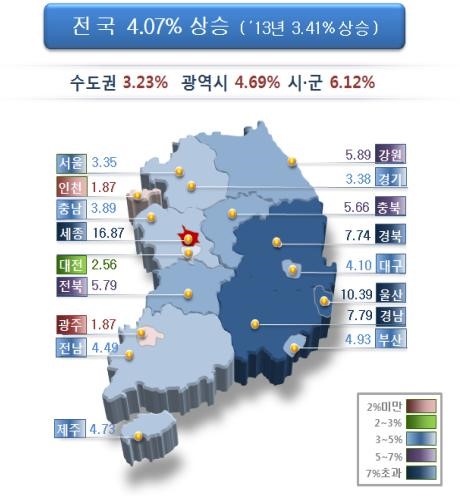 전국 4.07% 상승 ( ´13년 3.41%상승 )
수도권 3.23% 광역시 4.69% 시·군 6.12%
서울 3.35
인천 1.87
충남 3.89
세종 16.87
대전 2.56
전북 5.79
광주 1.87
전남 4.49
제주 4.73
5.89 강원
3.38 경기
5.66 충북
7.74 경북
4.10 대구
10.39 울산
7.79 경남
4.93 부산
2%미만
2~3%
3~5%
5~7%
7%초과